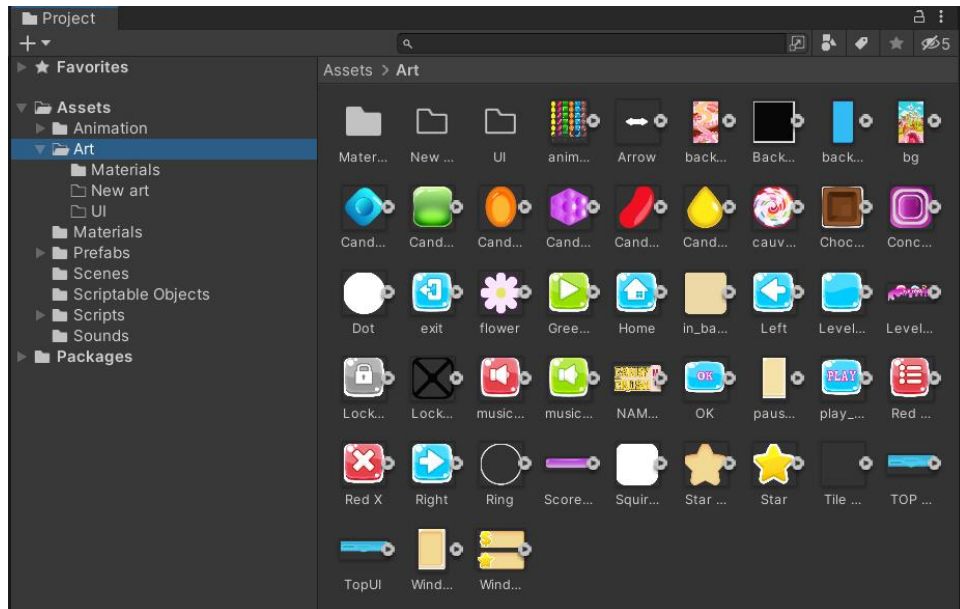 Project
5
Favorites
Assets > Art
Assets
Animation
Art
Materials
New art
UI
Materials
Prefabs
Scenes
Scriptable Objects
Scripts
Sounds
Packages
Mater... New ... UI anim... Arrow back... Back... back... bg
Cand... Cand... Cand... Cand... Cand... Cand... cauv... Choc... Conc...
Dot exit flower Gree... Home in_ba... Left Level... Level...
OK PLAY
Lock... Lock... music... music... NAM... OK paus... play_... Red ...
Red X Right Ring Score... Squir... Star ... Star Tile ... TOP ...
TopUI Wind... Wind...